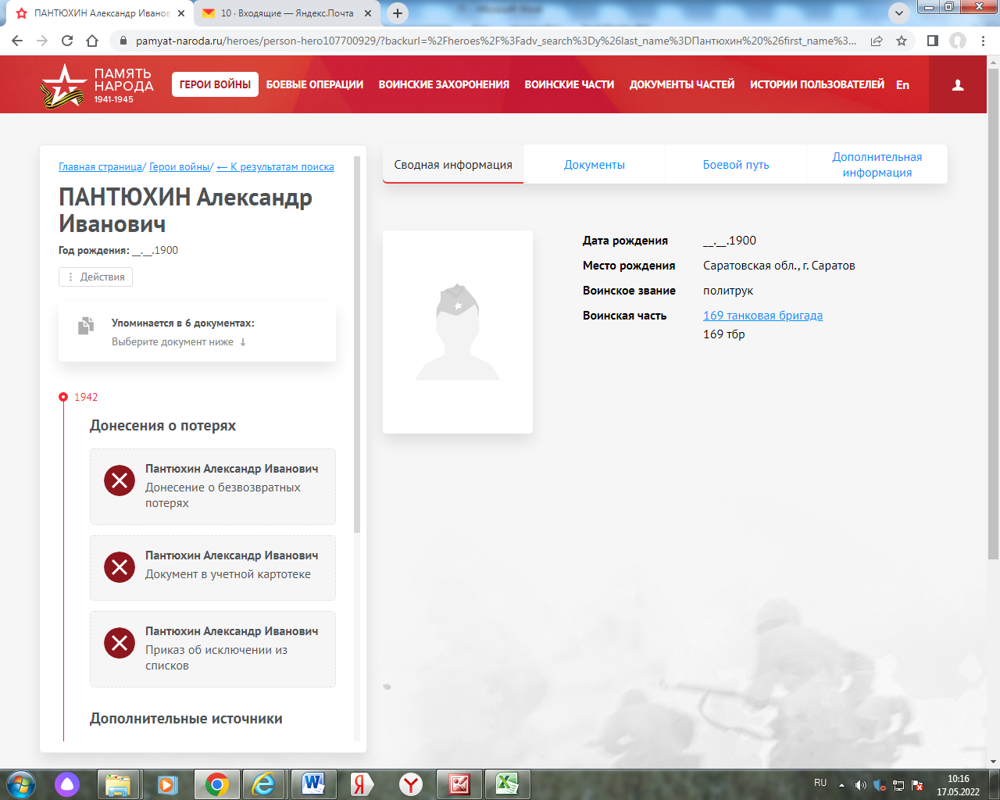 ПАНТЮХИН Александр Иванов
10 · Входящие — Яндекс.Почта
pamyat-naroda.ru/heroes/person-hero107700929/?backurl=%2Fheroes%2F%3Fadv_search%3Dy%26last_name%3DПантюхин%20%26first_name%3...
ПАМЯТЬ
НАРОДА
1941-1945
ГЕРОИ ВОЙНЫ
БОЕВЫЕ ОПЕРАЦИИ
ВОИНСКИЕ ЗАХОРОНЕНИЯ
ВОИНСКИЕ ЧАСТИ
ДОКУМЕНТЫ ЧАСТЕЙ
ИСТОРИИ ПОЛЬЗОВАТЕЛЕЙ
En
Главная страница/ Герои войны/ ← К результатам поиска
ПАНТЮХИН Александр
Иванович
Год рождения: __.__.1900
Действия
Упоминается в 6 документах:
Выберите документ ниже ↓
1942
Донесения о потерях
Пантюхин Александр Иванович
Донесение о безвозвратных
потерях
Пантюхин Александр Иванович
Документ в учетной картотеке
Пантюхин Александр Иванович
Приказ об исключении из
списков
Дополнительные источники
Сводная информация
Документы
Боевой путь
Дополнительная
информация
Дата рождения __.__.1900
Место рождения Саратовская обл., г. Саратов
Воинское звание политрук
Воинская часть 169 танковая бригада
169 тбр
RU
10:16
17.05.2022